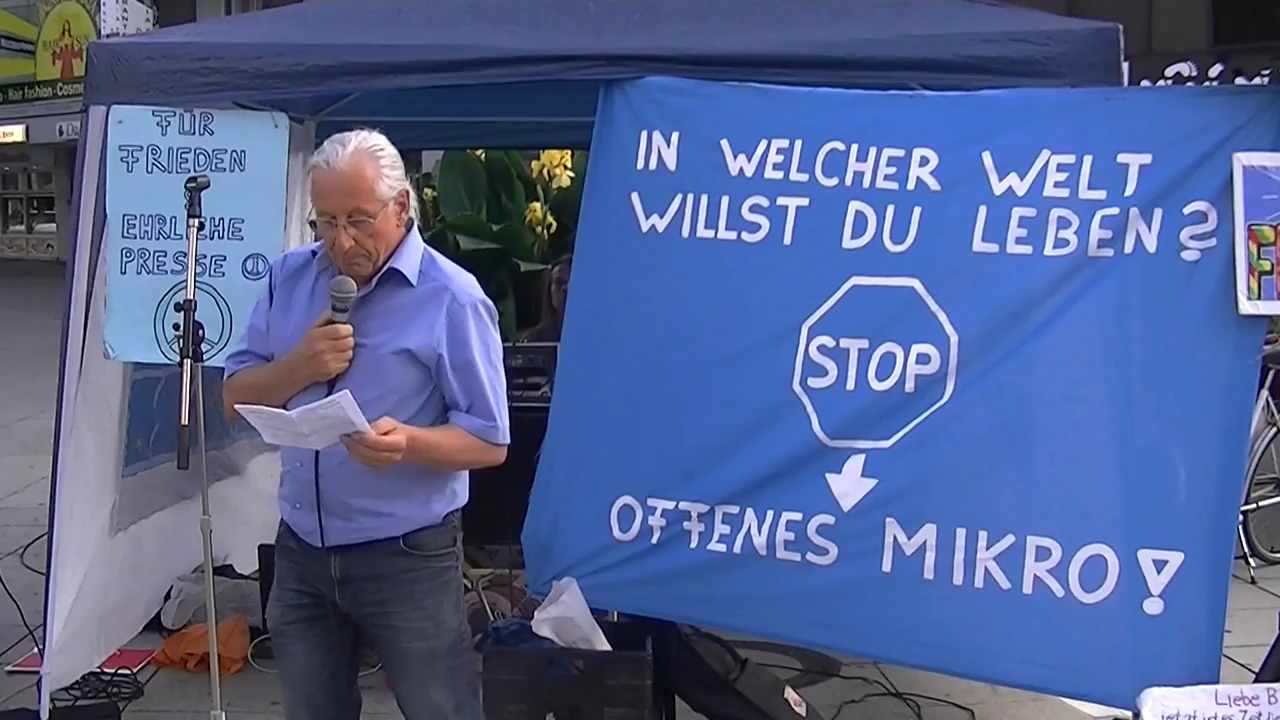 Hair fashion-Cosme
FÜR
FRIEDEN
EHRLICHE
PRESSE
IN WELCHER WELT
WILLST DU LEBEN?
STOP
OFFENES MIKRO!
Liebe B